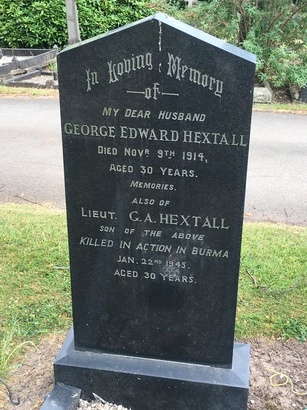 In Loving Memory
of
MY DEAR HUSBAND
GEORGE EDWARD HEXTALL
DIED NOVR 9TH 1914,
AGED 30 YEARS.
MEMORIES.
ALSO OF
LIEUT. G.A. HEXTALL
SON OF THE ABOVE
KILLED IN ACTION IN BURMA
JAN. 22ND 1945.
AGED 30 YEARS.